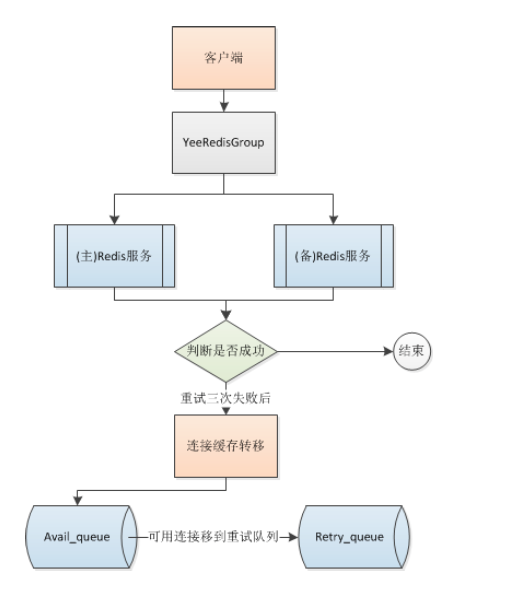 客户端
YeeRedisGroup
(主)Redis服务
(备)Redis服务
判断是否成功
结束
重试三次失败后
连接缓存转移
Avail_queue
可用连接移到重试队列
Retry_queue